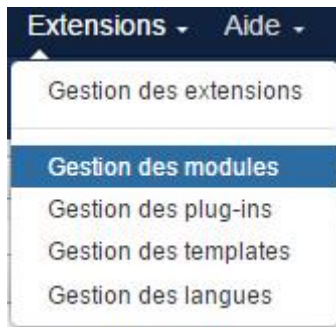 Extensions Aide
Gestion des extensions
Gestion des modules
Gestion des plug-ins
Gestion des templates
Gestion des langues